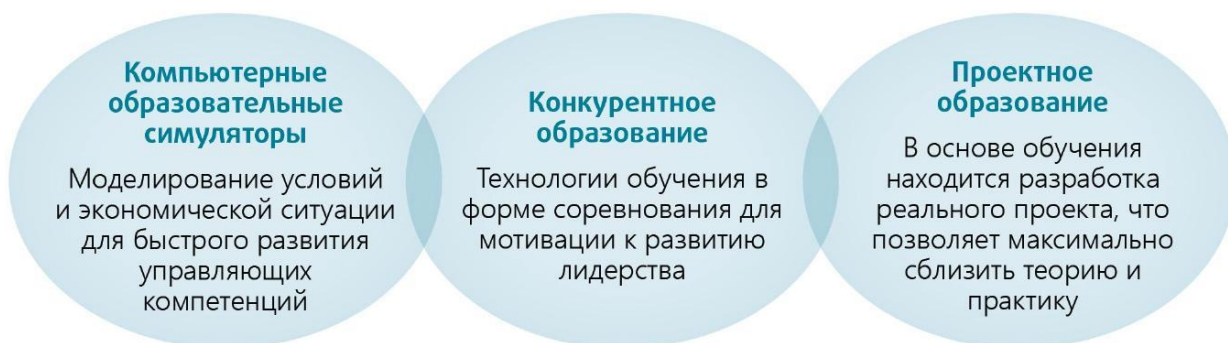 Компьютерные
образовательные
симуляторы
Моделирование условий
и экономической ситуации
для быстрого развития
управляющих
компетенций
Конкурентное
образование
Технологии обучения в
форме соревнования для
мотивации к развитию
лидерства
Проектное
образование
В основе обучения
находится разработка
реального проекта, что
позволяет максимально
сблизить теорию и
практику